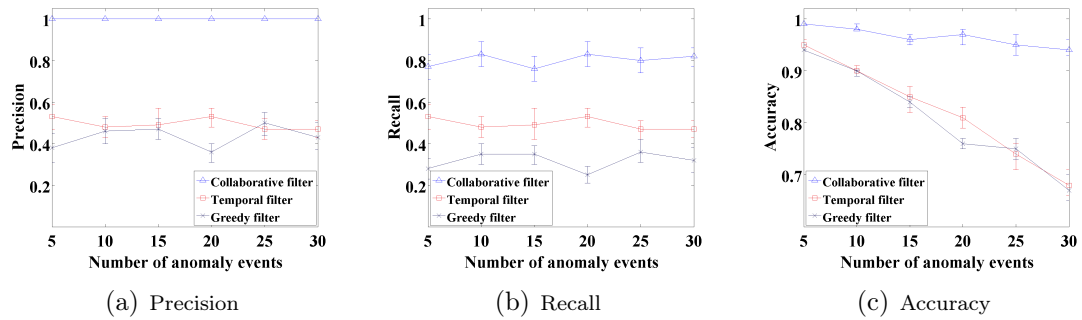 1
0.8
0.6
0.4
0.2
Precision
Collaborative filter
Temporal filter
Greedy filter
5 10 15 20 25 30
Number of anomaly events
(a) Precision
1
0.8
0.6
0.4
0.2
Recall
Collaborative filter
Temporal filter
Greedy filter
5 10 15 20 25 30
Number of anomaly events
(b) Recall
1
0.9
0.8
0.7
Accuracy
Collaborative filter
Temporal filter
Greedy filter
5 10 15 20 25 30
Number of anomaly events
(c) Accuracy